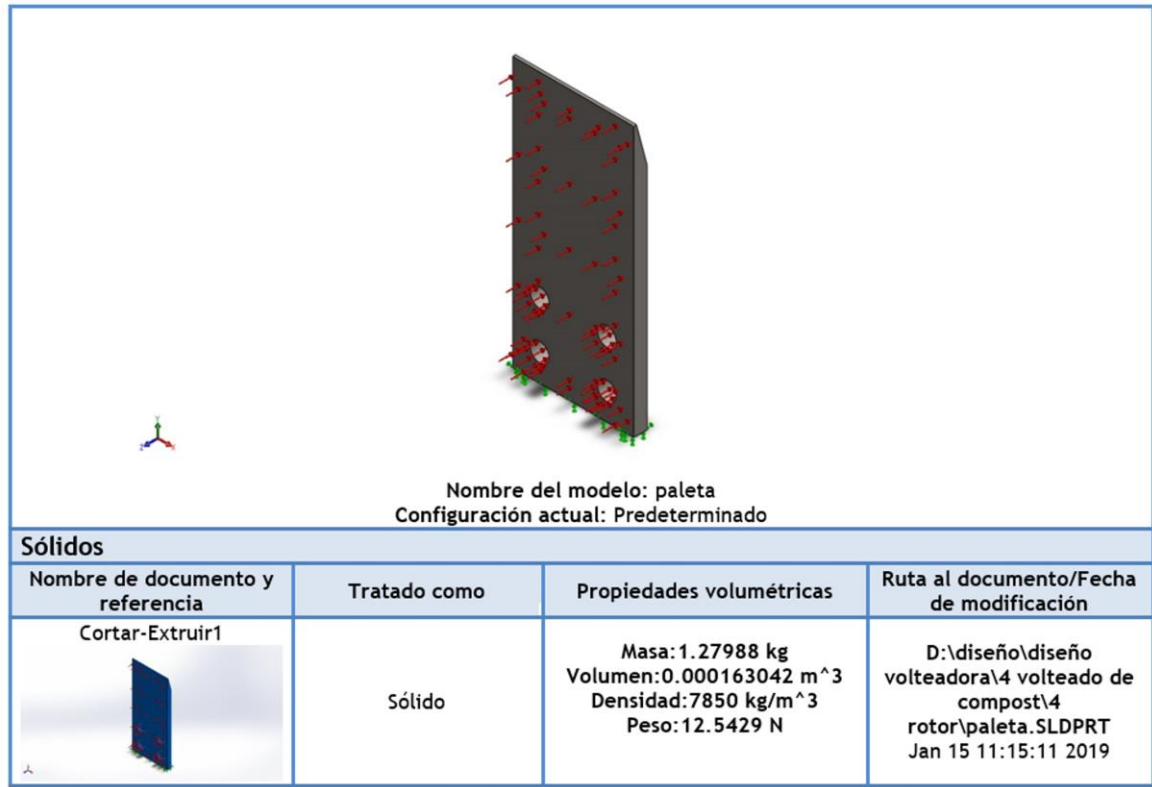 Nombre del modelo: paleta
Configuración actual: Predeterminado
Sólidos
Nombre de documento y
referencia
Tratado como
Propiedades volumétricas
Ruta al documento/Fecha
de modificación
Cortar-Extruir1
Sólido
Masa:1.27988 kg
Volumen:0.000163042 m^3
Densidad:7850 kg/m^3
Peso:12.5429 N
D:\diseño\diseño
volteadora\4 volteado de
compost\4
rotor\paleta.SLDPRT
Jan 15 11:15:11 2019